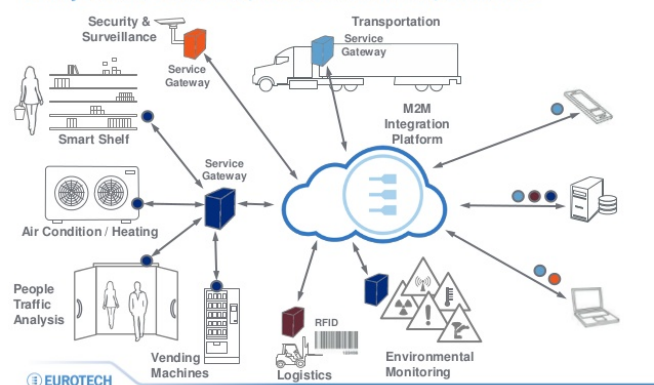 Security &
Surveillance
Service
Gateway
Transportation
Service
Gateway
M2M
Integration
Platform
Smart Shelf
Service
Gateway
Air Condition / Heating
People
Traffic
Analysis
Vending
Machines
RFID
Logistics
Environmental
Monitoring
EUROTECH